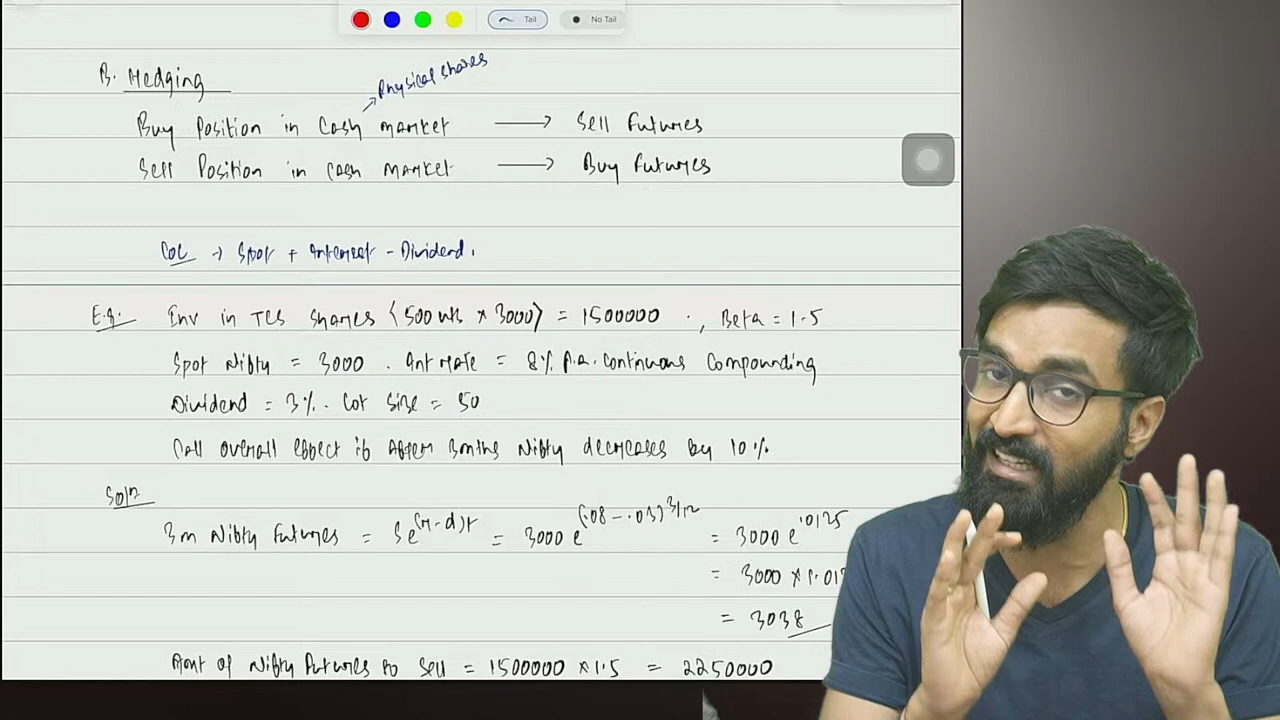 Tail No Tail
B. Hedging
Physical shares
Buy Position in Cash market → Sell Futures
Sell Position in Cash market → Buy Futures
CoC → Spot + Interest - Dividend.
E.g. Inv in TCS Shares (500 × 3000) = 1500000 , Beta = 1.5
Spot Nifty = 3000 . Int rate = 8% p.a. continuous Compounding
Dividend = 3% . Lot Size = 50
Call overall effect if After 3months Nifty decreases by 10%
Soln
3m Nifty Futures = Se^(r-d)t = 3000 e^(.08-.03)3/12 = 3000 e^.0125
= 3000 × 1.01
= 3038
Amt of Nifty Futures to Sell = 1500000 × 1.5 = 2250000